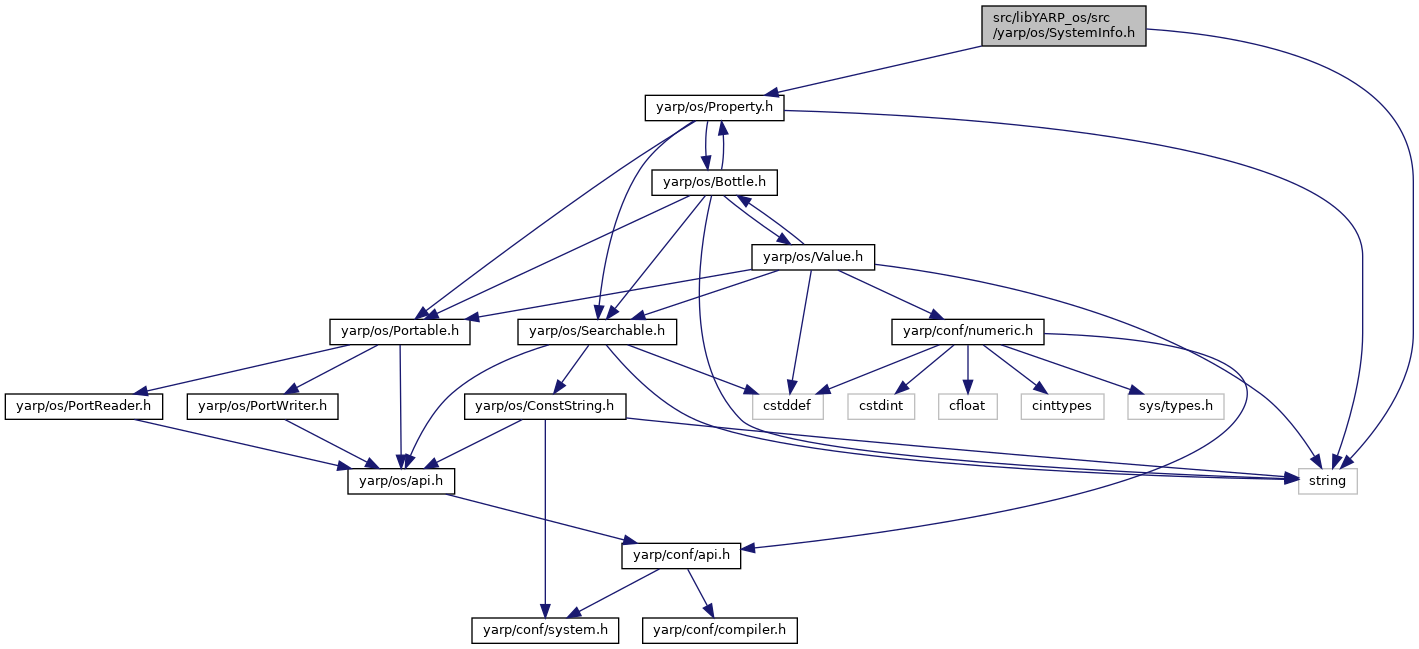 src/libYARP_os/src
/yarp/os/SystemInfo.h
yarp/os/Property.h
yarp/os/Bottle.h
yarp/os/Value.h
yarp/os/Portable.h
yarp/os/Searchable.h
yarp/conf/numeric.h
yarp/os/PortReader.h
yarp/os/PortWriter.h
yarp/os/ConstString.h
cstddef
cstdint
cfloat
cinttypes
sys/types.h
yarp/os/api.h
string
yarp/conf/api.h
yarp/conf/system.h
yarp/conf/compiler.h